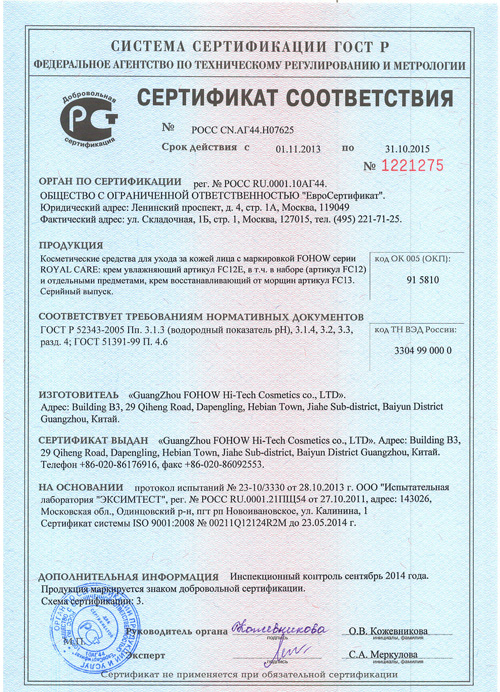 СИСТЕМА СЕРТИФИКАЦИИ ГОСТ Р
ФЕДЕРАЛЬНОЕ АГЕНТСТВО ПО ТЕХНИЧЕСКОМУ РЕГУЛИРОВАНИЮ И МЕТРОЛОГИИ
Добровольная
сертификация
СЕРТИФИКАТ СООТВЕТСТВИЯ
№ РОСС CN.АГ44.Н07625
Срок действия с 01.11.2013 по 31.10.2015
№ 1221275
ОРГАН ПО СЕРТИФИКАЦИИ рег. № РОСС RU.0001.10АГ44.
ОБЩЕСТВО С ОГРАНИЧЕННОЙ ОТВЕТСТВЕННОСТЬЮ "ЕвроСертификат".
Юридический адрес: Ленинский проспект, д. 4, стр. 1А, Москва, 119049
Фактический адрес: ул. Складочная, 1Б, стр. 1, Москва, 127015, тел. (495) 221-71-25.
ПРОДУКЦИЯ
Косметические средства для ухода за кожей лица с маркировкой FOHOW серии
ROYAL CARE: крем увлажняющий артикул FC12E, в т.ч. в наборе (артикул FC12)
и отдельными предметами, крем восстанавливающий от морщин артикул FC13.
Серийный выпуск.
код ОК 005 (ОКП):
91 5810
СООТВЕТСТВУЕТ ТРЕБОВАНИЯМ НОРМАТИВНЫХ ДОКУМЕНТОВ
ГОСТ Р 52343-2005 Пп. 3.1.3 (водородный показатель рН), 3.1.4, 3.2, 3.3,
разд. 4; ГОСТ 51391-99 П. 4.6
код ТН ВЭД России:
3304 99 000 0
ИЗГОТОВИТЕЛЬ «GuangZhou FOHOW Hi-Tech Cosmetics co., LTD».
Адрес: Building B3, 29 Qiheng Road, Dapengling, Hebian Town, Jiahe Sub-district, Baiyun District
Guangzhou, Китай.
СЕРТИФИКАТ ВЫДАН «GuangZhou FOHOW Hi-Tech Cosmetics co., LTD». Адрес: Building B3,
29 Qiheng Road, Dapengling, Hebian Town, Jiahe Sub-district, Baiyun District Guangzhou, Китай.
Телефон +86-020-86176916, факс +86-020-86092553.
НА ОСНОВАНИИ протокол испытаний № 23-10/3330 от 28.10.2013 г. ООО "Испытательная
лаборатория "ЭКСИМТЕСТ", рег. № РОСС RU.0001.21ПЩ54 от 27.10.2011, адрес: 143026,
Московская обл., Одинцовский р-н, пгт рп Новоивановское, ул. Калинина, 1
Сертификат системы ISO 9001:2008 № 00211Q12124R2M до 23.05.2014 г.
ДОПОЛНИТЕЛЬНАЯ ИНФОРМАЦИЯ Инспекционный контроль сентябрь 2014 года.
Продукция маркируется знаком добровольной сертификации.
Схема сертификации: 3.
М.П.
Руководитель органа Кожевникова О.В. Кожевникова
подпись инициалы, фамилия
Эксперт С.А. Меркулова
подпись инициалы, фамилия
Сертификат не применяется при обязательной сертификации